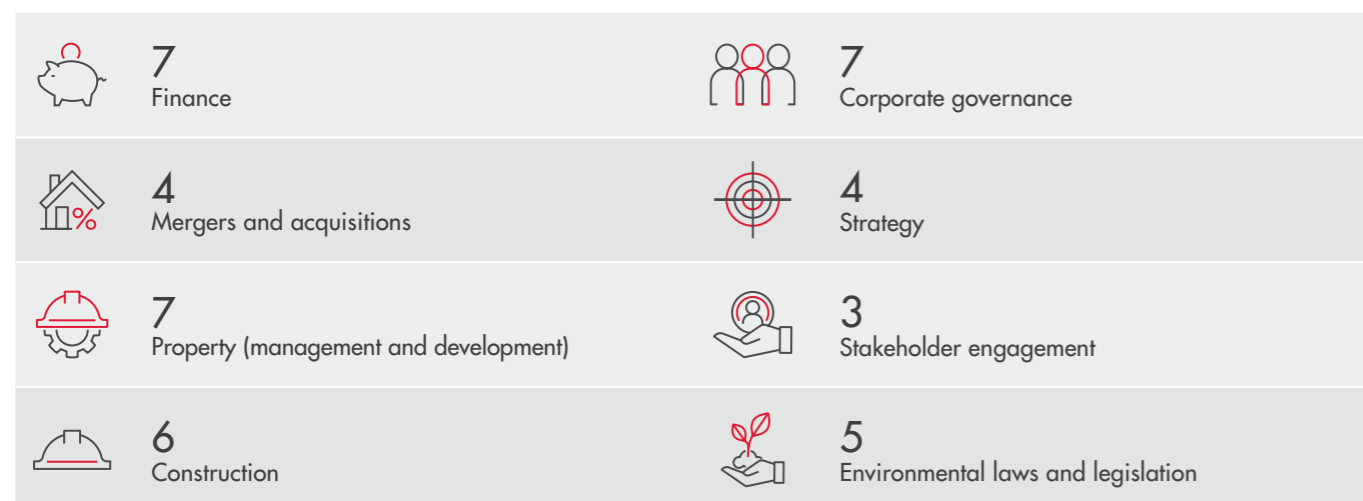 7
Finance
7
Corporate governance
4
Mergers and acquisitions
%
4
Strategy
7
Property (management and development)
3
Stakeholder engagement
6
Construction
5
Environmental laws and legislation